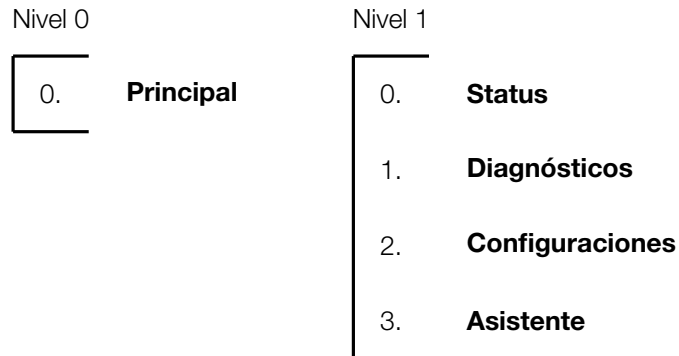 Nivel 0 Nivel 1
0. Principal 0. Status
1. Diagnósticos
2. Configuraciones
3. Asistente